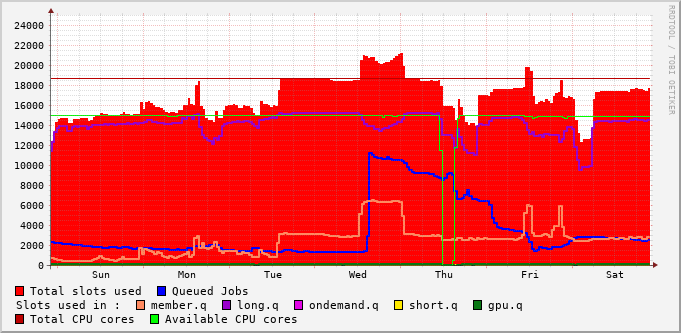 RRDTOOL / TOBI OETIKER
24000
22000
20000
18000
16000
14000
12000
10000
8000
6000
4000
2000
0
Sun Mon Tue Wed Thu Fri Sat
Total slots used Queued Jobs
Slots used in : member.q long.q ondemand.q short.q gpu.q
Total CPU cores Available CPU cores